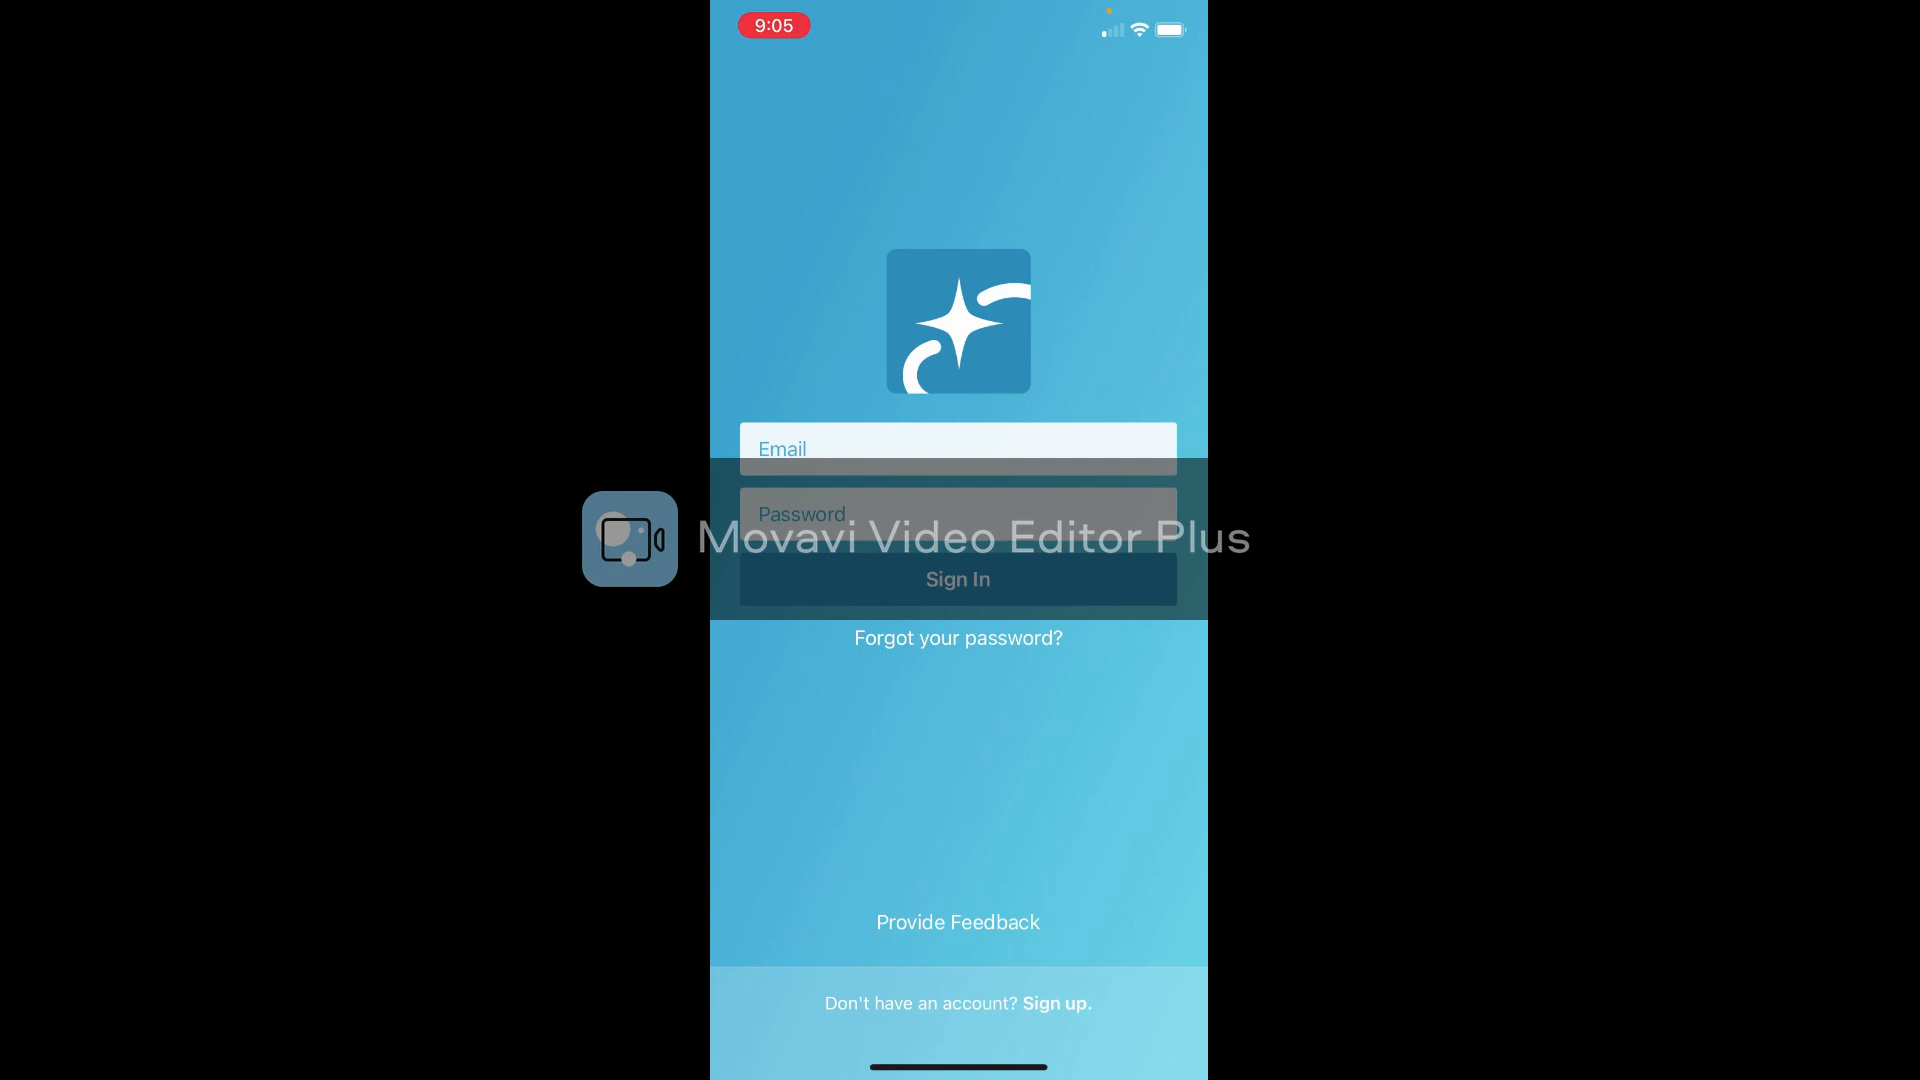 9:05
Email
Password
Movavi Video Editor Plus
Sign In
Forgot your password?
Provide Feedback
Don't have an account? Sign up.